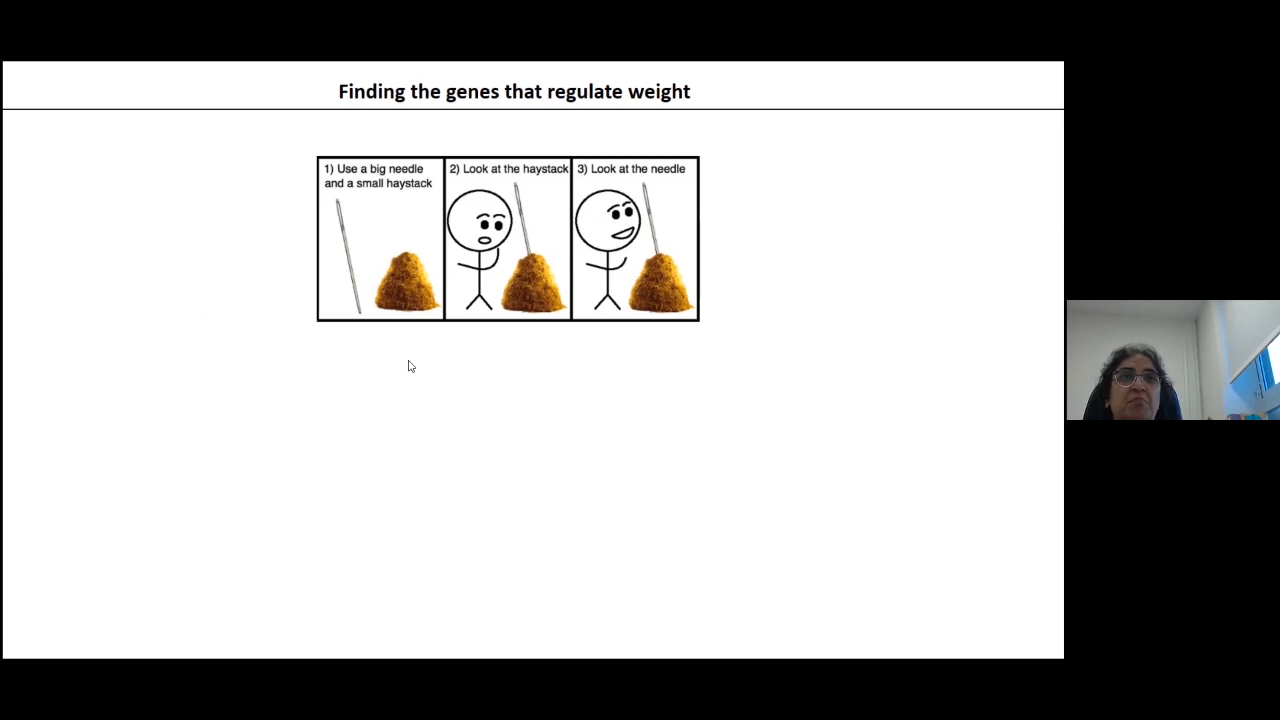 Finding the genes that regulate weight
1) Use a big needle
and a small haystack
2) Look at the haystack
3) Look at the needle